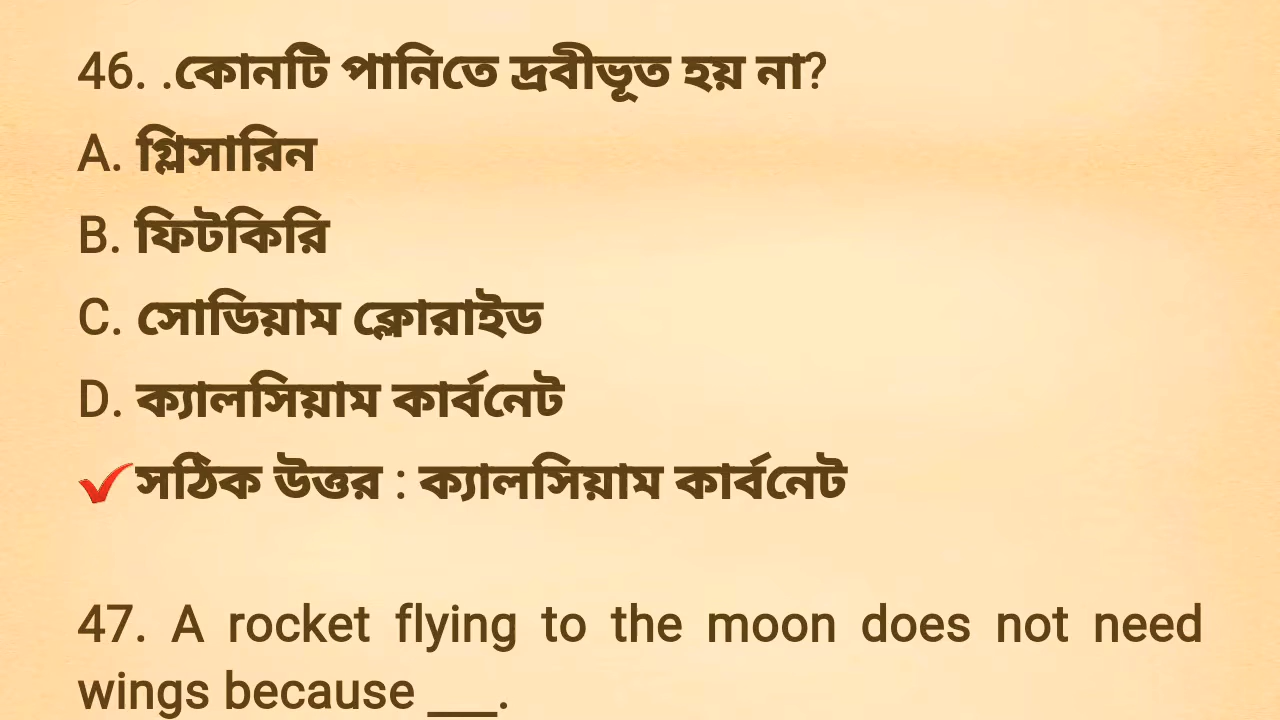 46. .কোনটি পানিতে দ্রবীভূত হয় না?
A. গ্লিসারিন
B. ফিটকিরি
C. সোডিয়াম ক্লোরাইড
D. ক্যালসিয়াম কার্বনেট
✔সঠিক উত্তর : ক্যালসিয়াম কার্বনেট
47. A rocket flying to the moon does not need
wings because ___.